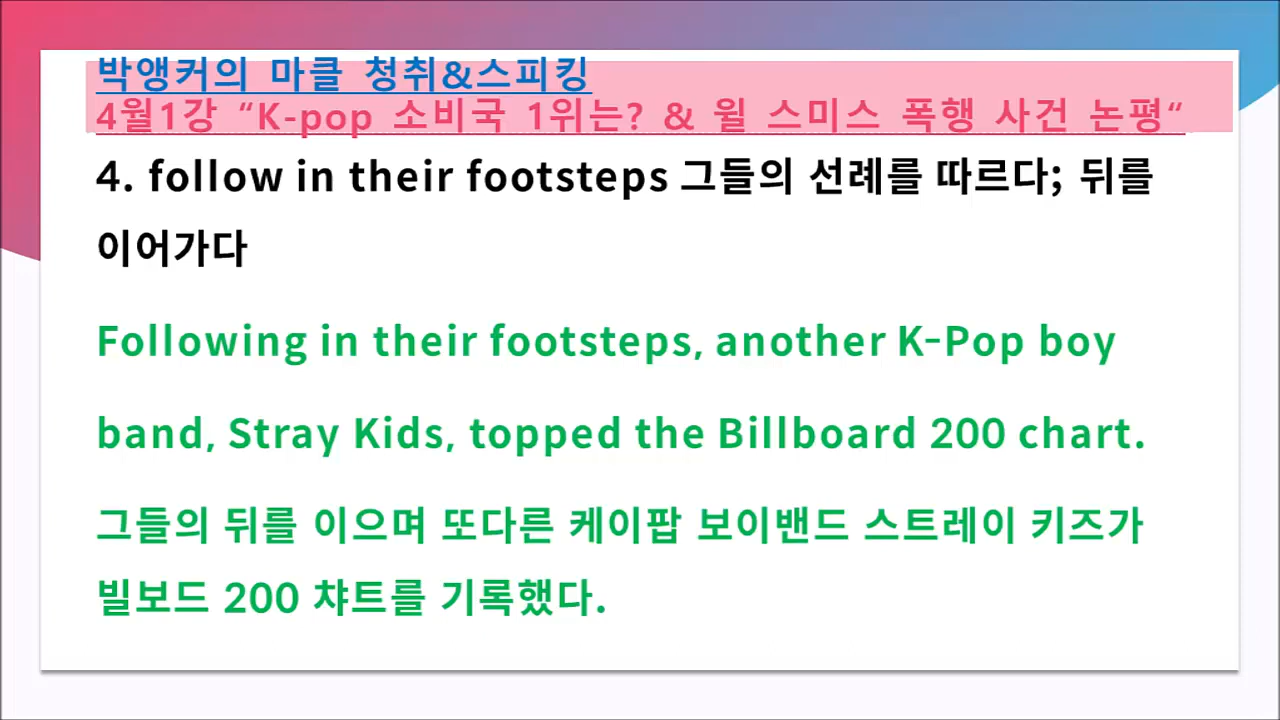 박앵커의 마클 청취&스피킹
4월1강 “K-pop 소비국 1위는? & 윌 스미스 폭행 사건 논평“
4. follow in their footsteps 그들의 선례를 따르다; 뒤를
이어가다
Following in their footsteps, another K-Pop boy
band, Stray Kids, topped the Billboard 200 chart.
그들의 뒤를 이으며 또다른 케이팝 보이밴드 스트레이 키즈가
빌보드 200 챠트를 기록했다.